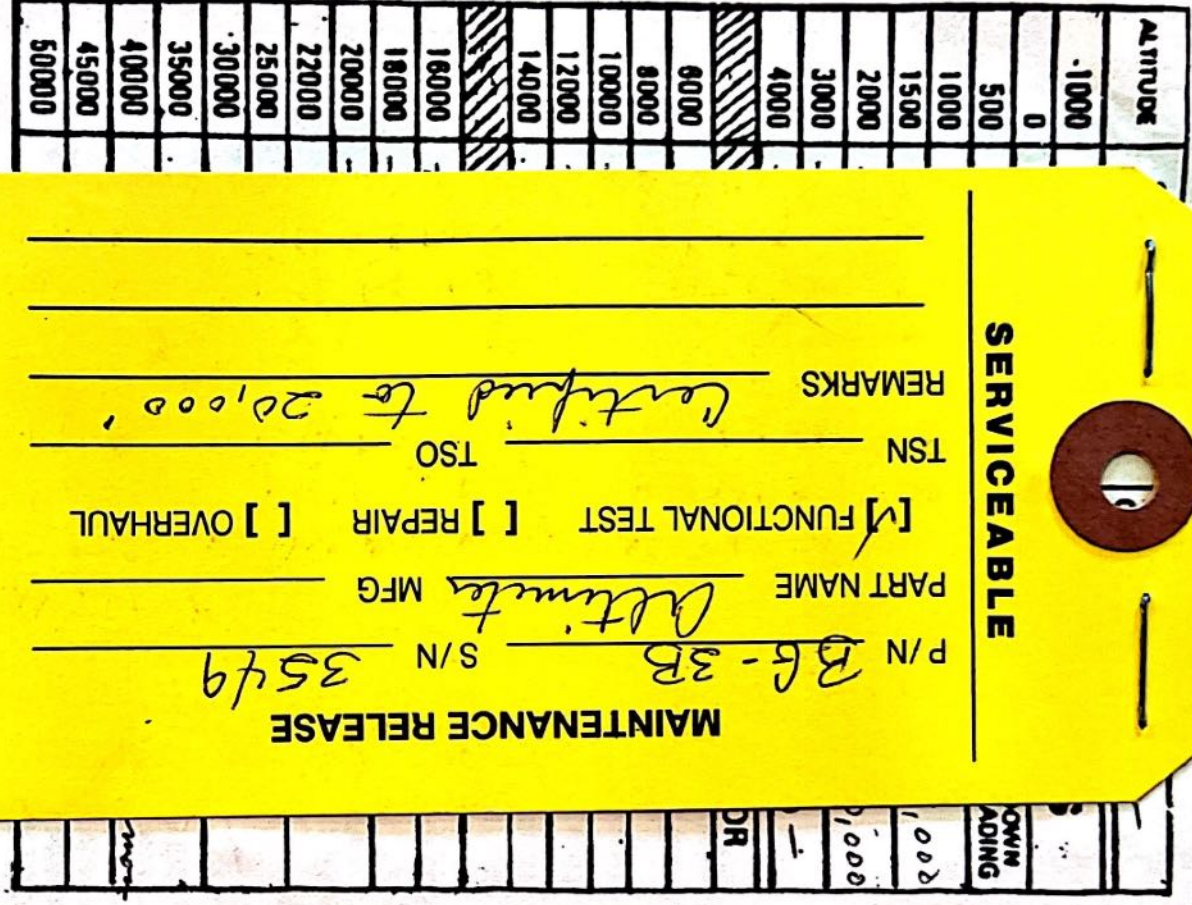 SERVICEABLE
MAINTENANCE RELEASE
P/N BG-3B S/N 3549
PART NAME Altimeter MFG
[✓] FUNCTIONAL TEST [ ] REPAIR [ ] OVERHAUL
TSN TSO
REMARKS Certified to 20,000'
ALTITUDE
-1000
0
500
1000
1500
2000
3000
4000
6000
8000
10000
12000
14000
16000
18000
20000
22000
25000
30000
35000
40000
45000
50000